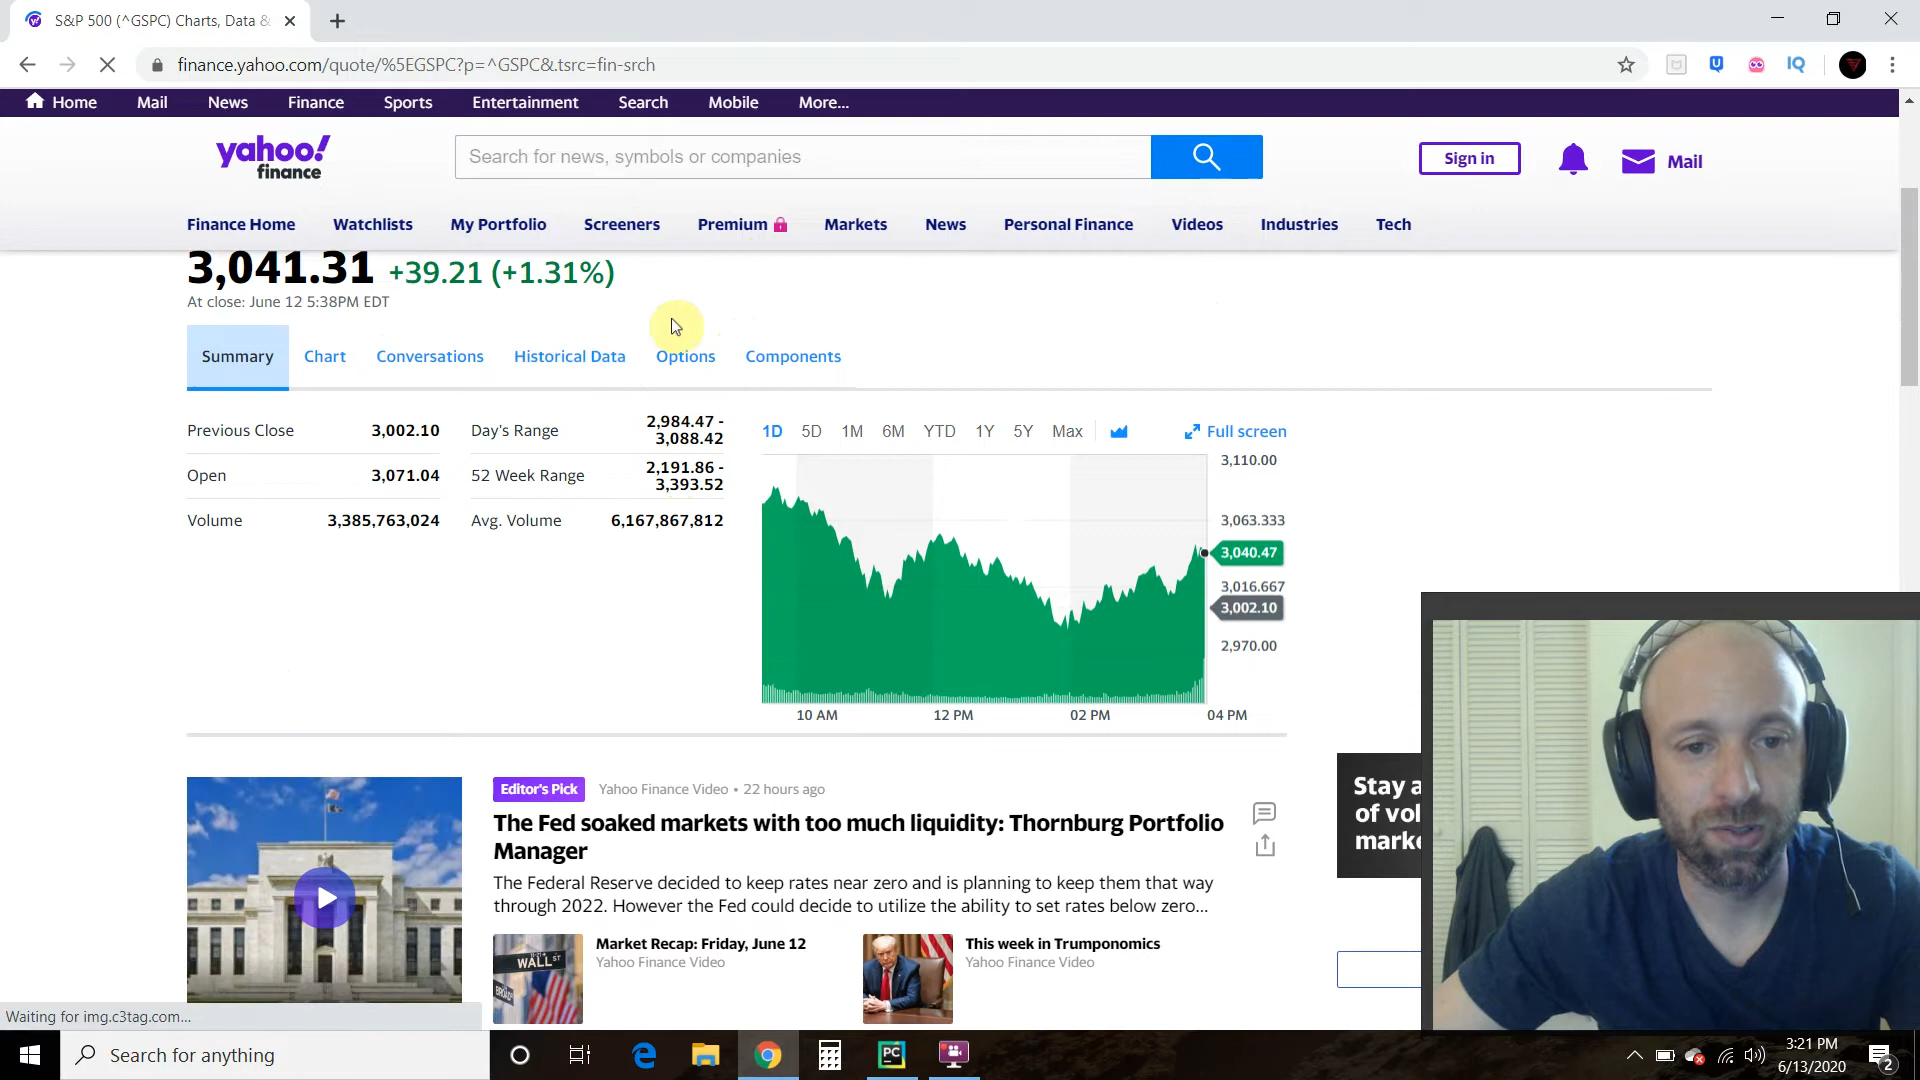 S&P 500 (^GSPC) Charts, Data &
finance.yahoo.com/quote/%5EGSPC?p=^GSPC&.tsrc=fin-srch
IQ
Home Mail News Finance Sports Entertainment Search Mobile More...
yahoo!
finance
Search for news, symbols or companies
Sign in
Mail
Finance Home Watchlists My Portfolio Screeners Premium Markets News Personal Finance Videos Industries Tech
3,041.31 +39.21 (+1.31%)
At close: June 12 5:38PM EDT
Summary Chart Conversations Historical Data Options Components
Previous Close 3,002.10
Open 3,071.04
Volume 3,385,763,024
Day's Range 2,984.47 -
3,088.42
52 Week Range 2,191.86 -
3,393.52
Avg. Volume 6,167,867,812
1D 5D 1M 6M YTD 1Y 5Y Max Full screen
3,110.00
3,063.333
3,040.47
3,016.667
3,002.10
2,970.00
10 AM 12 PM 02 PM 04 PM
Editor's Pick Yahoo Finance Video • 22 hours ago
The Fed soaked markets with too much liquidity: Thornburg Portfolio
Manager
The Federal Reserve decided to keep rates near zero and is planning to keep them that way
through 2022. However the Fed could decide to utilize the ability to set rates below zero...
WALL ST
Market Recap: Friday, June 12
Yahoo Finance Video
This week in Trumponomics
Yahoo Finance Video
Stay a
of vol
marke
Waiting for img.c3tag.com...
Search for anything
PC
3:21 PM
6/13/2020
2